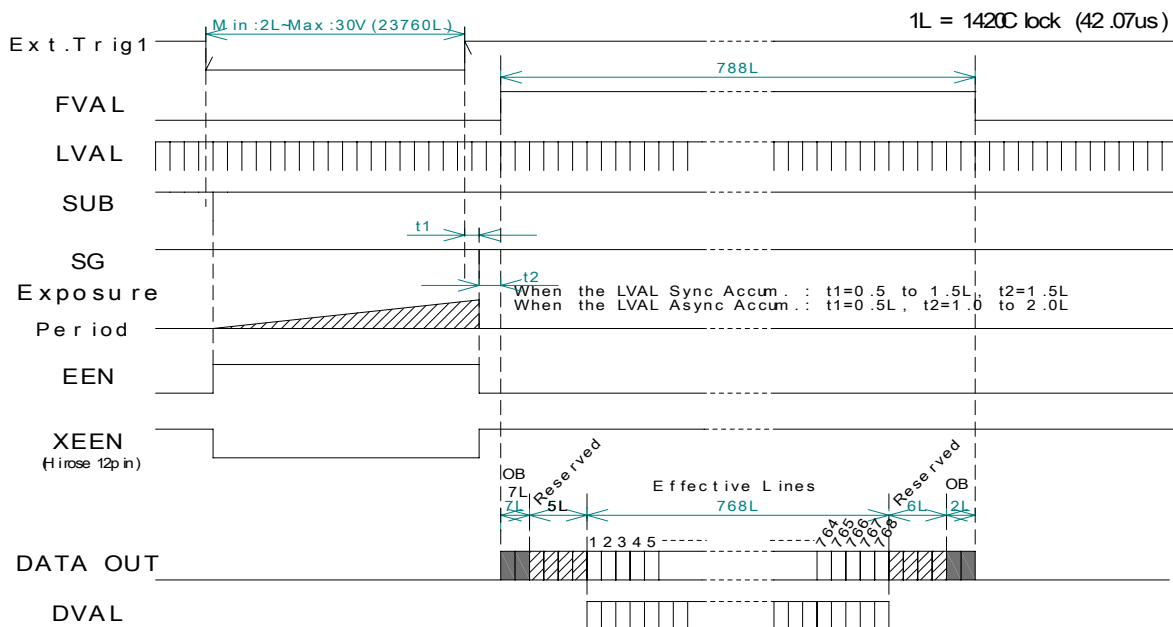 1L = 1420Clock (42.07us)
Min:2L~Max:30V(23760L)
Ext.Trig1
788L
FVAL
LVAL
SUB
t1
SG
t2
Exposure
Period
When the LVAL Sync Accum. : t1=0.5 to 1.5L, t2=1.5L
When the LVAL Async Accum.: t1=0.5L, t2=1.0 to 2.0L
EEN
XEEN
(Hirose 12pin)
OB
7L
Reserved
Effective Lines
Reserved
OB
7L
5L
768L
6L
2L
1 2 3 4 5
764 765 766 767 768
DATA OUT
DVAL